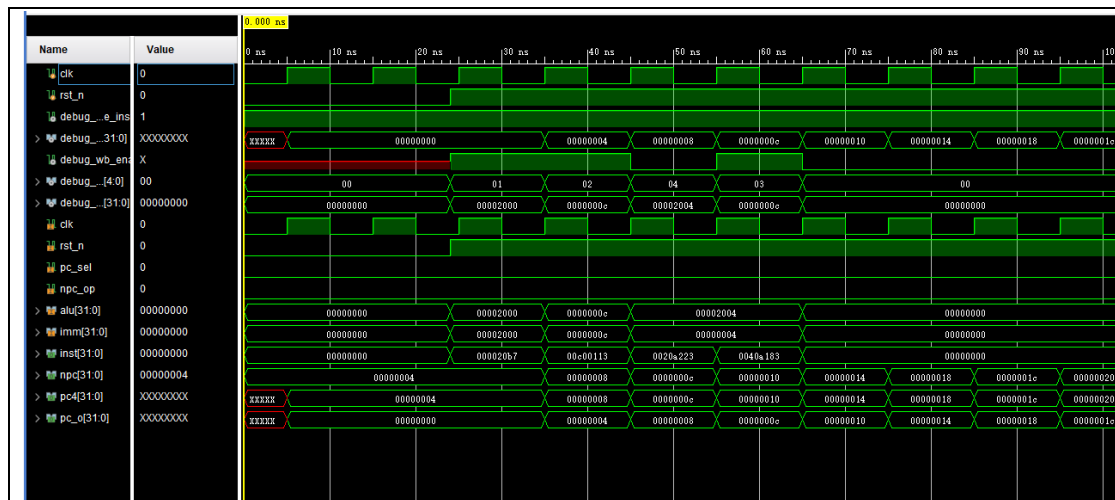 0.000 ns
Name Value
0 ns 10 ns 20 ns 30 ns 40 ns 50 ns 60 ns 70 ns 80 ns 90 ns 10
clk 0
rst_n 0
debug_...e_ins 1
debug_...31:0] XXXXXXXX XXXXX 00000000 00000004 00000008 0000000c 00000010 00000014 00000018 0000001c
debug_wb_ena X
debug_...[4:0] 00 00 01 02 04 03 00
debug_...[31:0] 00000000 00000000 00002000 0000000c 00002004 0000000c 00000000
clk 0
rst_n 0
pc_sel 0
npc_op 0
alu[31:0] 00000000 00000000 00002000 0000000c 00002004 00000000
imm[31:0] 00000000 00000000 00002000 0000000c 00000004 00000000
inst[31:0] 00000000 00000000 000020b7 00c00113 0020a223 0040a183 00000000
npc[31:0] 00000004 00000004 00000008 0000000c 00000010 00000014 00000018 0000001c 00000020
pc4[31:0] XXXXXXXX XXXXX 00000004 00000008 0000000c 00000010 00000014 00000018 0000001c 00000020
pc_o[31:0] XXXXXXXX XXXXX 00000000 00000004 00000008 0000000c 00000010 00000014 00000018 0000001c